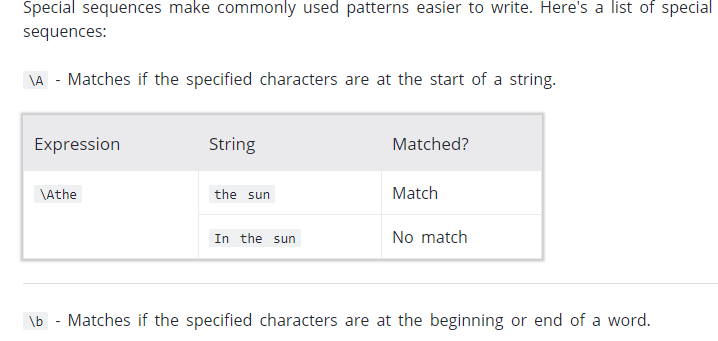 Special sequences make commonly used patterns easier to write. Here's a list of special
sequences:
\A - Matches if the specified characters are at the start of a string.
Expression String Matched?
\Athe the sun Match
In the sun No match
\b - Matches if the specified characters are at the beginning or end of a word.